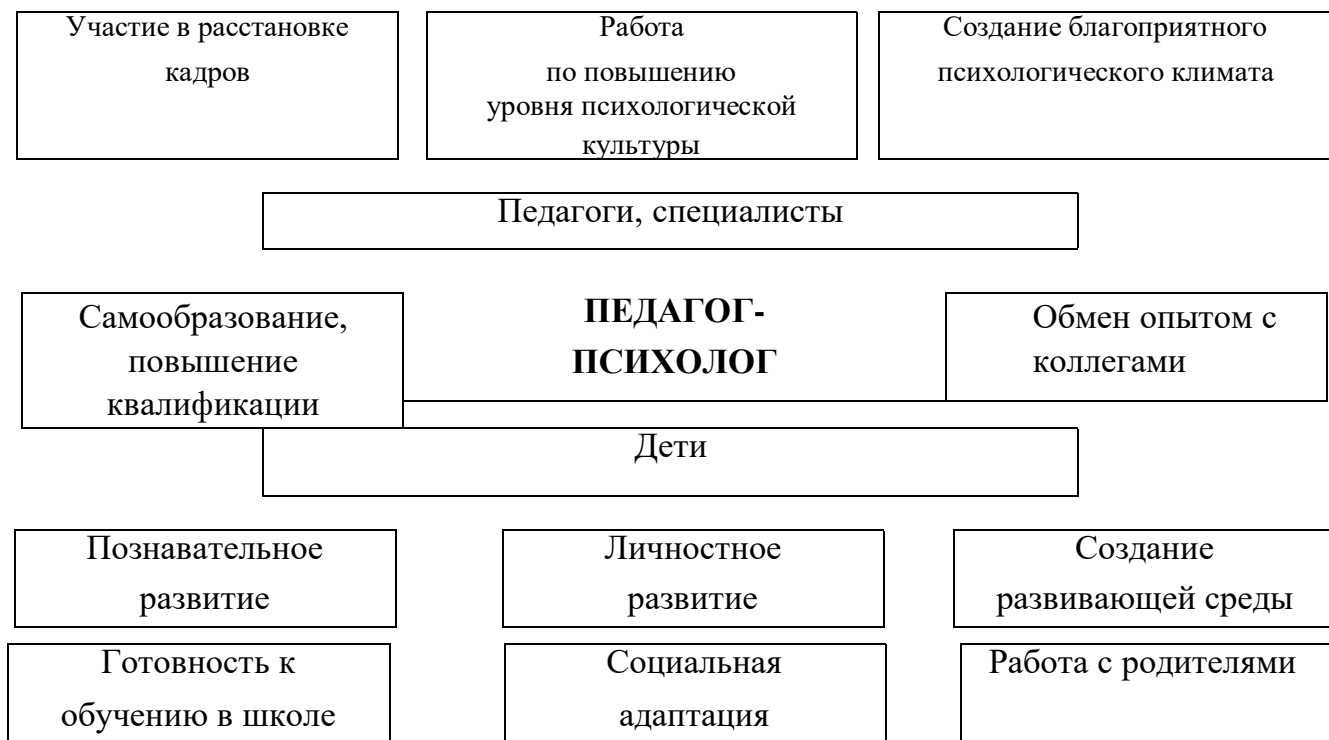 Участие в расстановке
кадров
Работа
по повышению
уровня психологической
культуры
Создание благоприятного
психологического климата
Педагоги, специалисты
Самообразование,
повышение
квалификации
ПЕДАГОГ-
ПСИХОЛОГ
Обмен опытом с
коллегами
Дети
Познавательное
развитие
Личностное
развитие
Создание
развивающей среды
Готовность к
обучению в школе
Социальная
адаптация
Работа с родителями